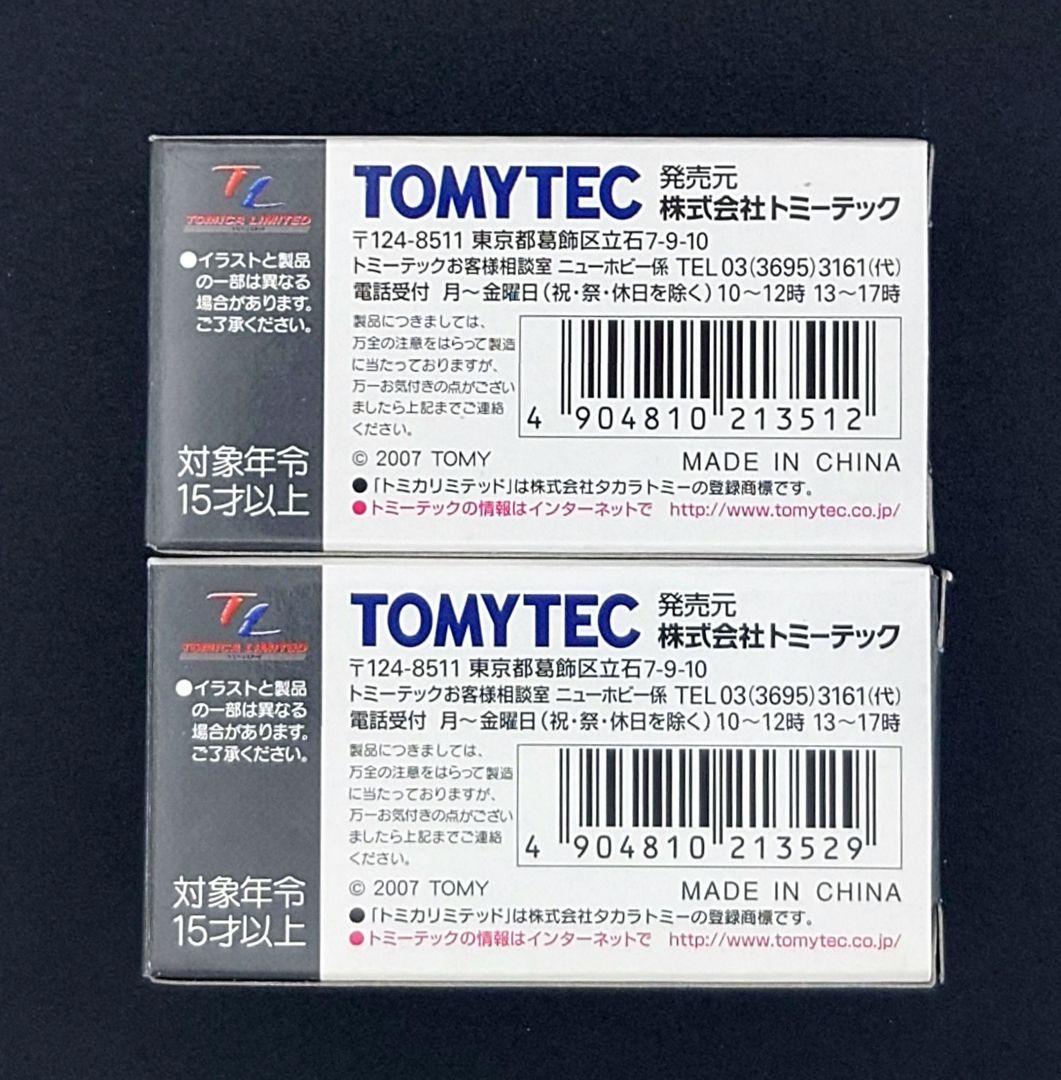 TL
TOMICA LIMITED
●イラストと製品
の一部は異なる
場合があります。
ご了承ください。
対象年令
15才以上
TOMYTEC
発売元
株式会社トミーテック
〒124-8511 東京都葛飾区立石7-9-10
トミーテックお客様相談室 ニューホビー係 TEL 03(3695)3161(代)
電話受付 月～金曜日(祝・祭・休日を除く) 10～12時 13～17時
製品につきましては、
万全の注意をはらって製造
に当たっておりますが、
万一お気付きの点がござい
ましたら上記までご連絡
ください。
4 904810 213512
© 2007 TOMY MADE IN CHINA
●「トミカリミテッド」は株式会社タカラトミーの登録商標です。
●トミーテックの情報はインターネットで http://www.tomytec.co.jp/
TL
TOMICA LIMITED
●イラストと製品
の一部は異なる
場合があります。
ご了承ください。
対象年令
15才以上
TOMYTEC
発売元
株式会社トミーテック
〒124-8511 東京都葛飾区立石7-9-10
トミーテックお客様相談室 ニューホビー係 TEL 03(3695)3161(代)
電話受付 月～金曜日(祝・祭・休日を除く) 10～12時 13～17時
製品につきましては、
万全の注意をはらって製造
に当たっておりますが、
万一お気付きの点がござい
ましたら上記までご連絡
ください。
4 904810 213529
© 2007 TOMY MADE IN CHINA
●「トミカリミテッド」は株式会社タカラトミーの登録商標です。
●トミーテックの情報はインターネットで http://www.tomytec.co.jp/